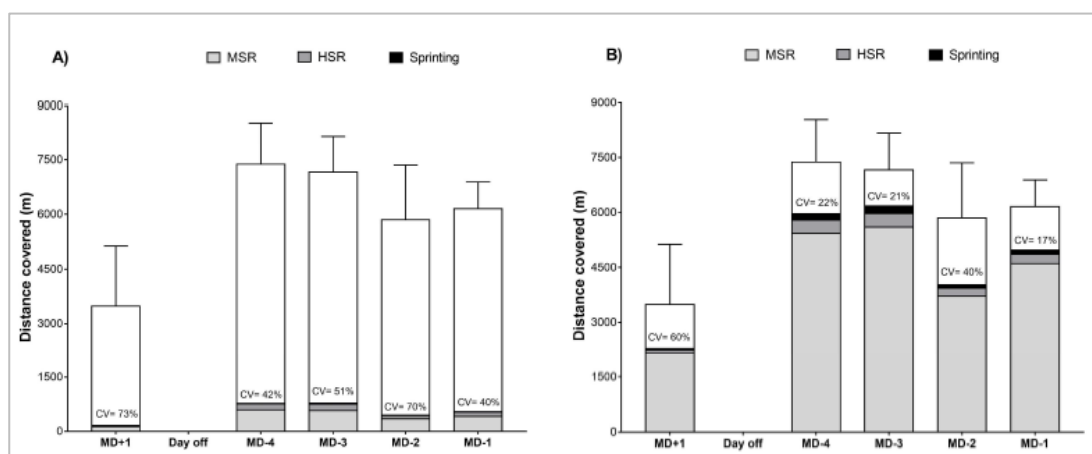 A)
MSR HSR Sprinting
Distance covered (m)
9000
7500
6000
4500
3000
1500
0
CV= 73%
CV= 42%
CV= 51%
CV= 70%
CV= 40%
MD+1 Day off MD-4 MD-3 MD-2 MD-1
B)
MSR HSR Sprinting
Distance covered (m)
9000
7500
6000
4500
3000
1500
0
CV= 60%
CV= 22%
CV= 21%
CV= 40%
CV= 17%
MD+1 Day off MD-4 MD-3 MD-2 MD-1